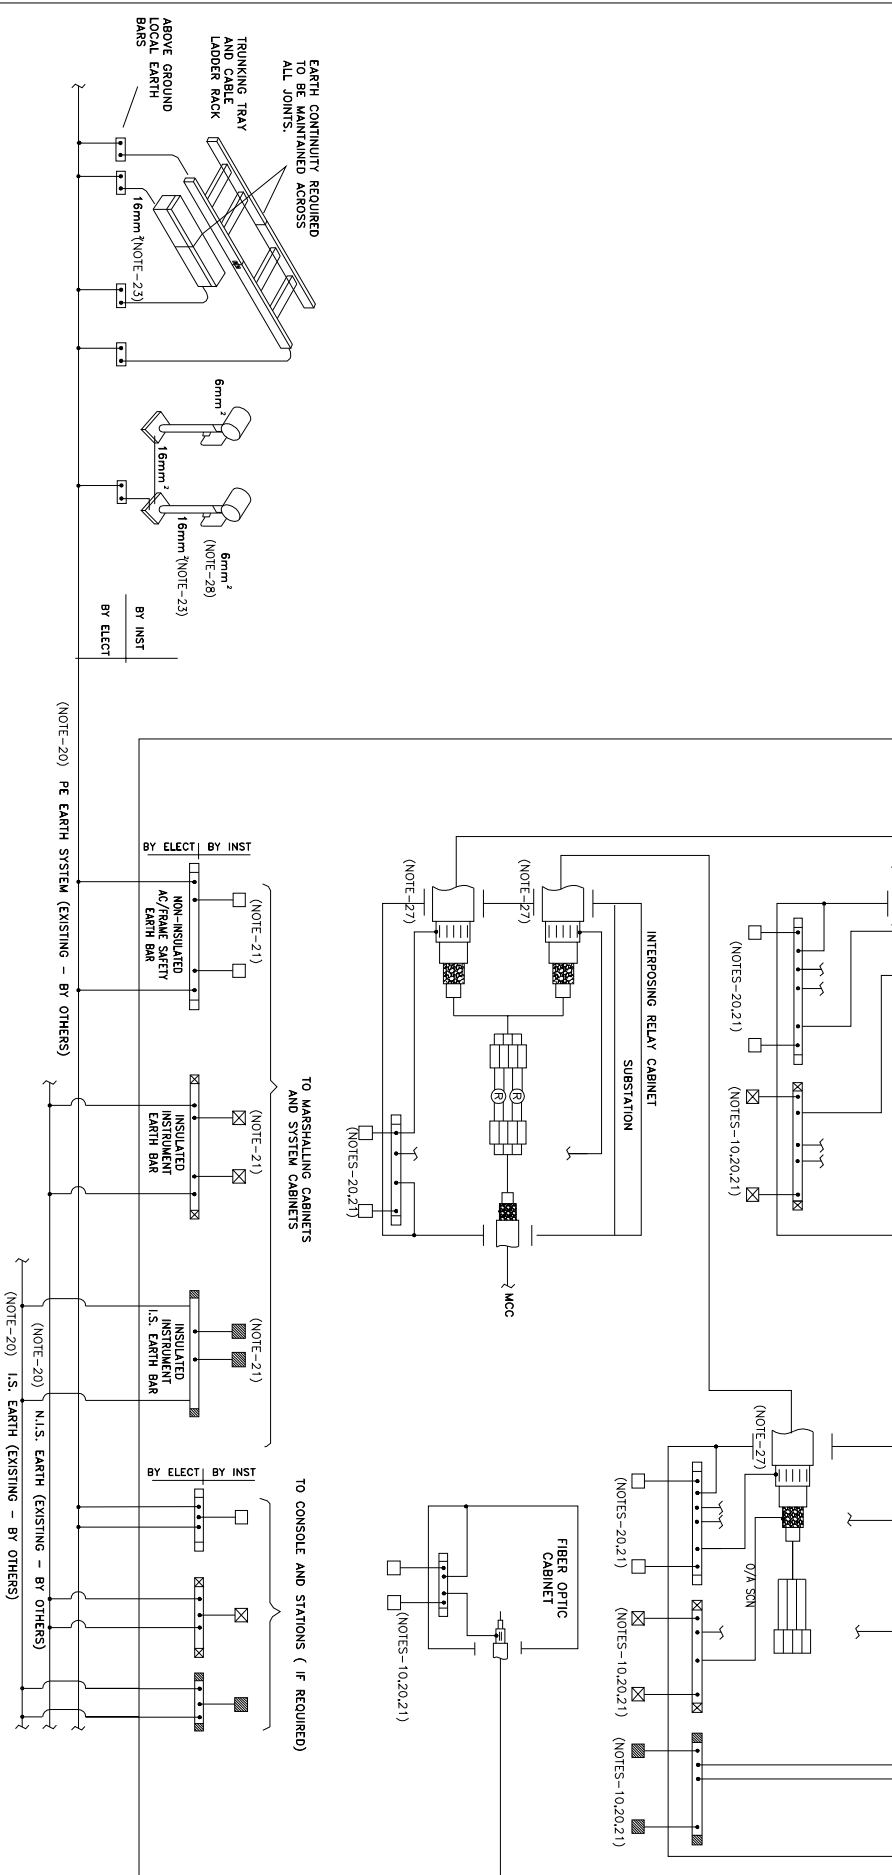 ABOVE GROUND
LOCAL EARTH
BARS
TRUNKING TRAY
AND CABLE
LADDER RACK
EARTH CONTINUITY REQUIRED
TO BE MAINTAINED ACROSS
ALL JOINTS.
16mm² (NOTE-23)
6mm²
16mm²
16mm² (NOTE-23)
6mm²
(NOTE-28)
BY INST
BY ELECT
(NOTE-20) PE EARTH SYSTEM (EXISTING - BY OTHERS)
BY ELECT
BY INST
NON-INSULATED
AC/FRAME SAFETY
EARTH BAR
(NOTE-21)
INSULATED
INSTRUMENT
EARTH BAR
(NOTE-21)
INSULATED
INSTRUMENT
I.S. EARTH BAR
(NOTE-21)
TO MARSHALLING CABINETS
AND SYSTEM CABINETS
(NOTE-20) N.I.S. EARTH (EXISTING - BY OTHERS)
(NOTE-20) I.S. EARTH (EXISTING - BY OTHERS)
BY ELECT
BY INST
TO CONSOLE AND STATIONS ( IF REQUIRED)
(NOTE-27)
(NOTE-27)
INTERPOSING RELAY CABINET
SUBSTATION
R
R
(NOTES-20,21)
MCC
(NOTES-20,21)
(NOTES-10,20,21)
FIBER OPTIC
CABINET
(NOTES-10,20,21)
(NOTE-27)
O/A SCN
(NOTES-20,21)
(NOTES-10,20,21)
(NOTES-10,20,21)